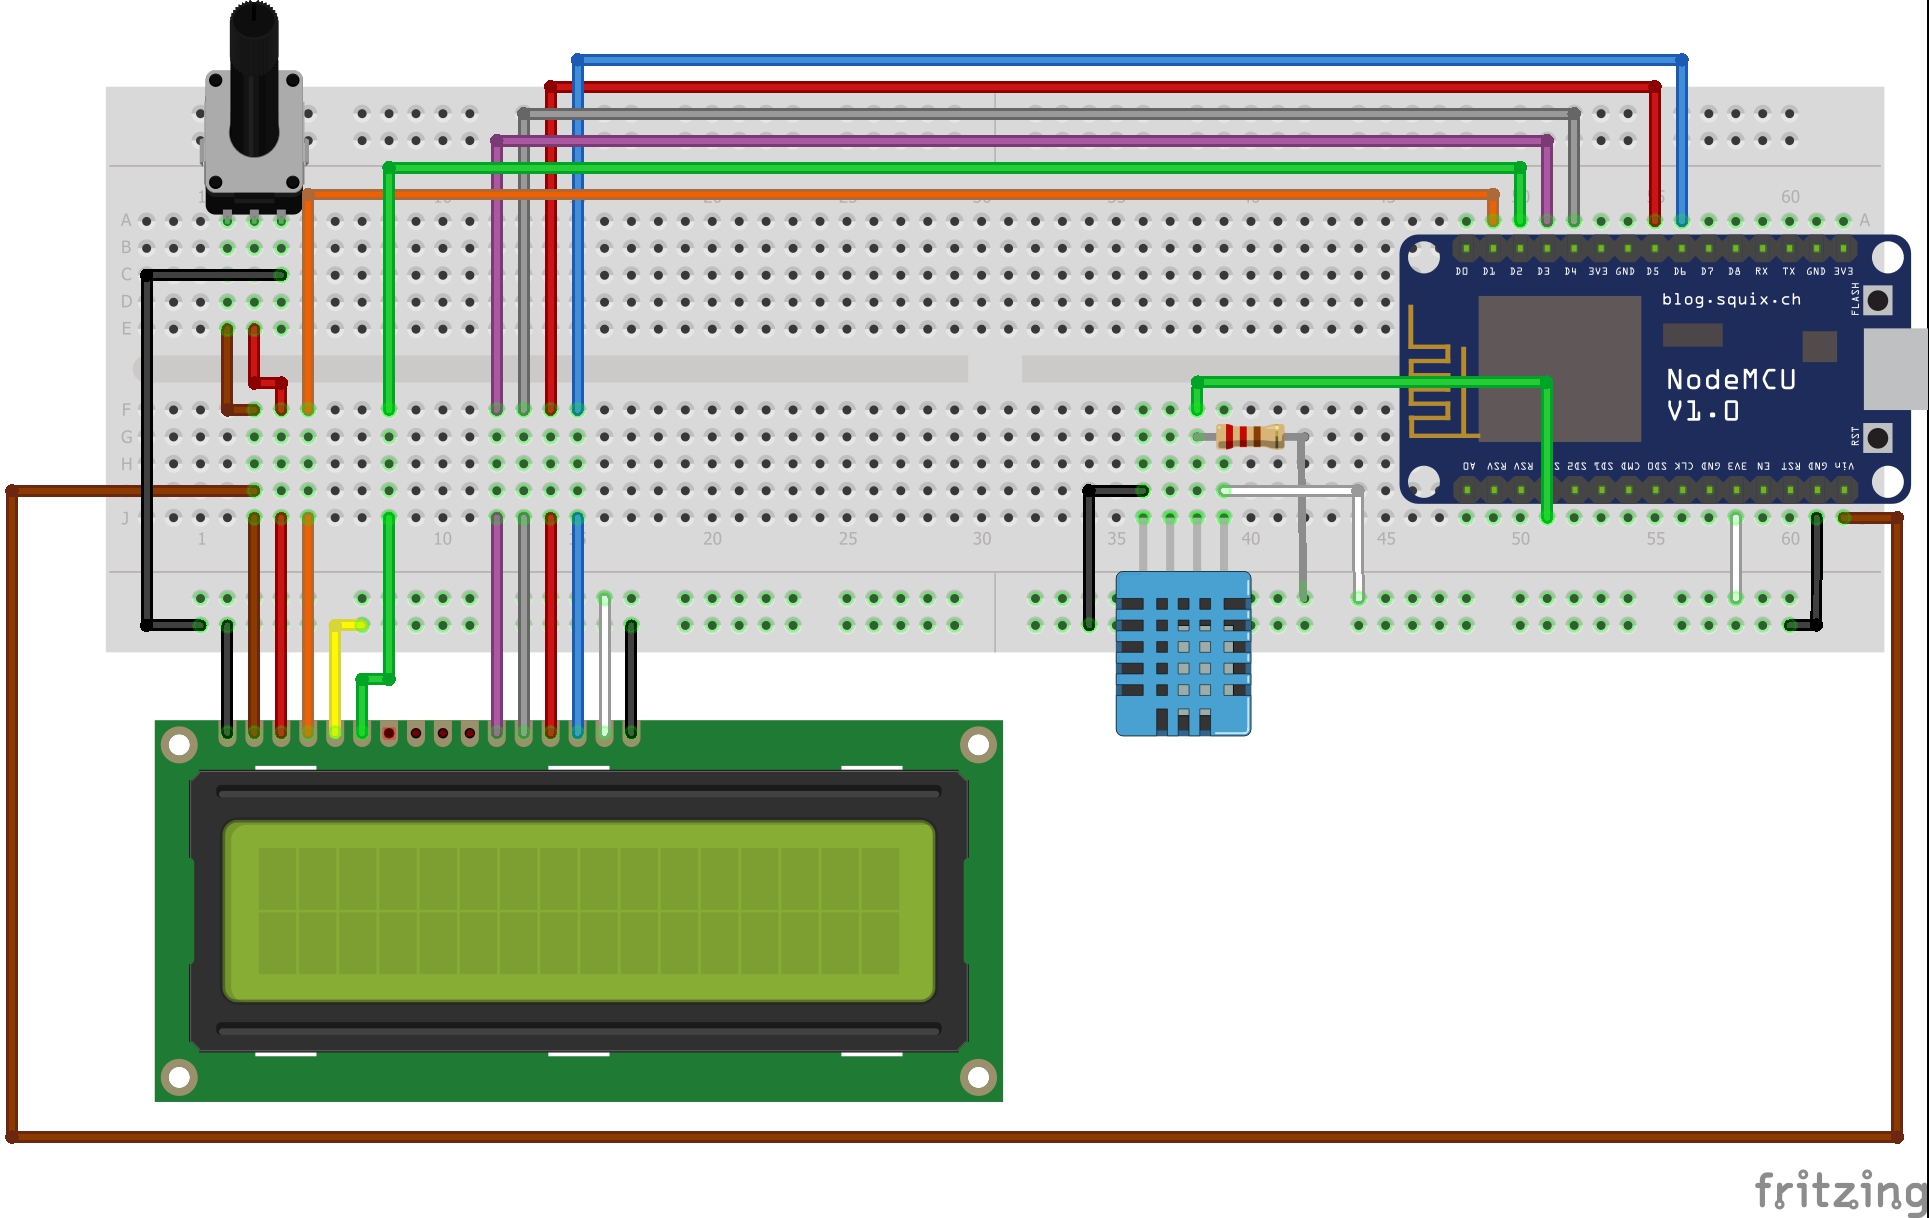 60
A A
B
C
D
E
F
G
H
J
D0 D1 D2 D3 D4 3V3 GND D5 D6 D7 D8 RX TX GND 3V3
FLASH
blog.squix.ch
NodeMCU
V1.0
RST
A0 RSV RSV SD2 SD1 CMD SD0 CLK GND 3V3 EN RST GND Vin
1 10 20 25 30 35 40 45 50 55 60
fritzing